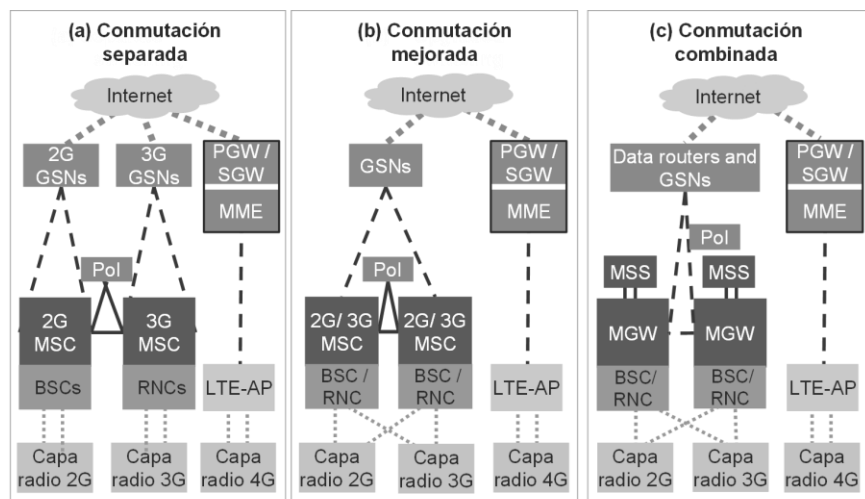 (a) Conmutación
separada
Internet
2G
GSNs
3G
GSNs
PGW /
SGW
MME
PoI
2G
MSC
3G
MSC
BSCs
RNCs
LTE-AP
Capa
radio 2G
Capa
radio 3G
Capa
radio 4G
(b) Conmutación
mejorada
Internet
GSNs
PGW /
SGW
MME
PoI
2G/ 3G
MSC
2G/ 3G
MSC
BSC /
RNC
BSC /
RNC
LTE-AP
Capa
radio 2G
Capa
radio 3G
Capa
radio 4G
(c) Conmutación
combinada
Internet
Data routers and
GSNs
PGW /
SGW
MME
PoI
MSS
MSS
MGW
MGW
BSC/
RNC
BSC/
RNC
LTE-AP
Capa
radio 2G
Capa
radio 3G
Capa
radio 4G